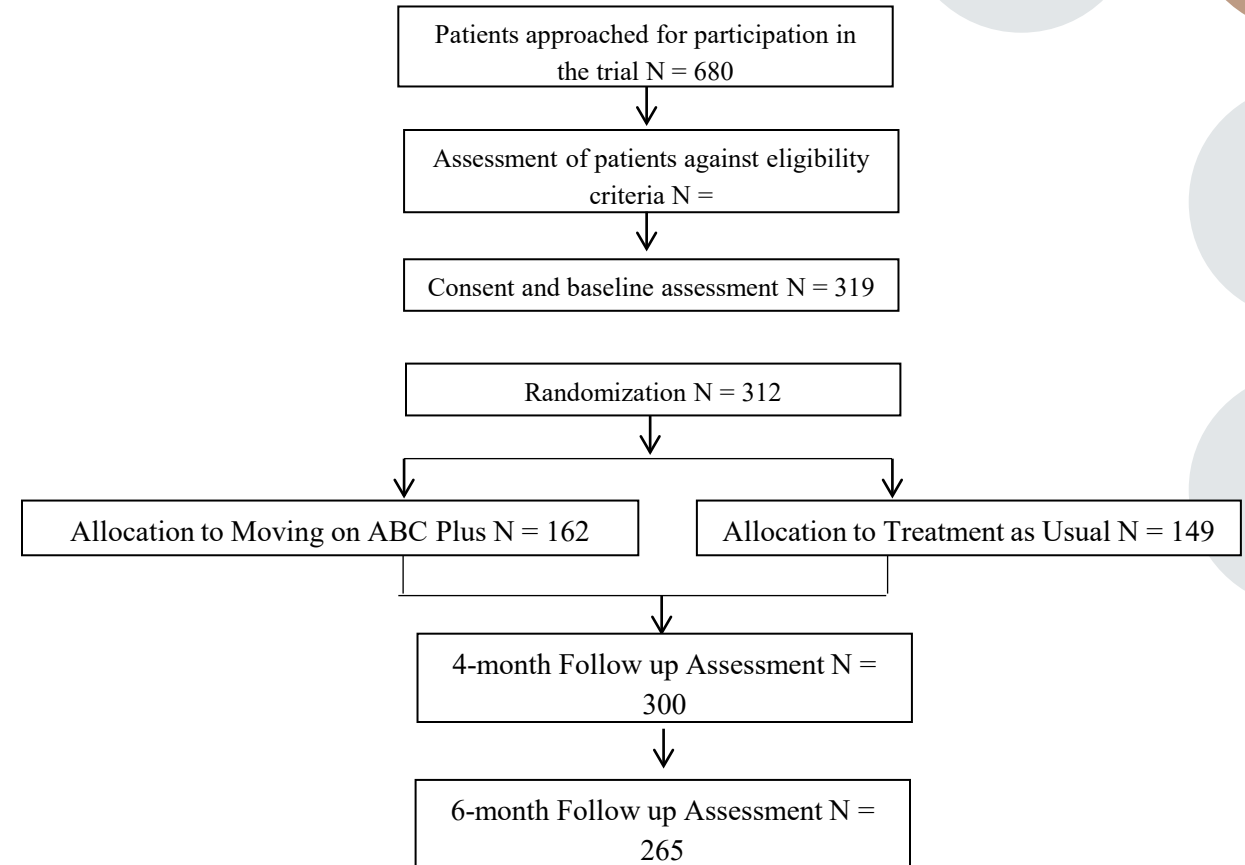 Patients approached for participation in
the trial N = 680
Assessment of patients against eligibility
criteria N =
Consent and baseline assessment N = 319
Randomization N = 312
Allocation to Moving on ABC Plus N = 162
Allocation to Treatment as Usual N = 149
4-month Follow up Assessment N =
300
6-month Follow up Assessment N =
265